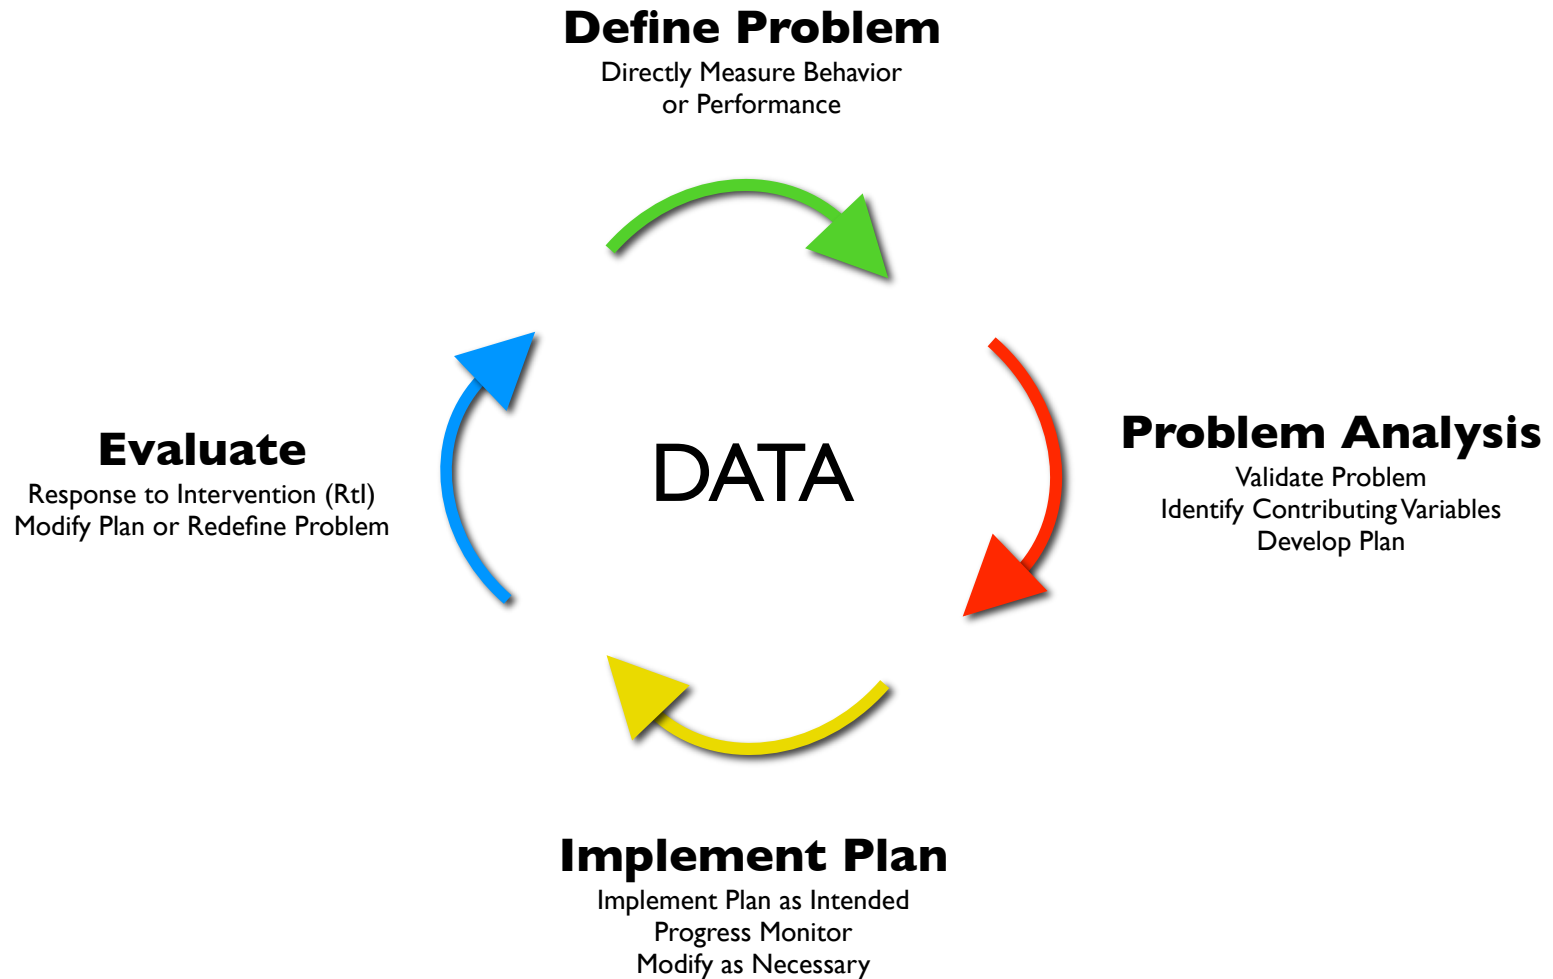 Define Problem
Directly Measure Behavior
or Performance
DATA
Problem Analysis
Validate Problem
Identify Contributing Variables
Develop Plan
Implement Plan
Implement Plan as Intended
Progress Monitor
Modify as Necessary
Evaluate
Response to Intervention (RtI)
Modify Plan or Redefine Problem